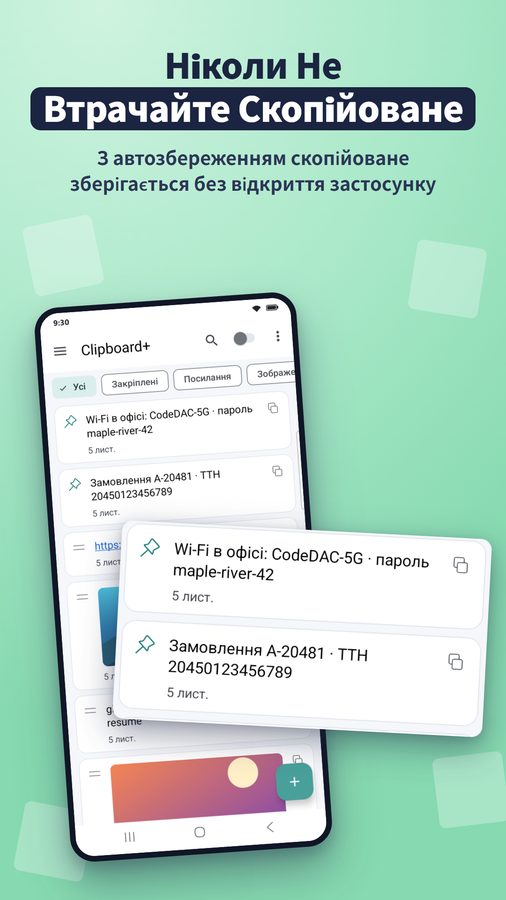 Ніколи Не
Втрачайте Скопійоване
З автозбереженням скопійоване
зберігається без відкриття застосунку
9:30
Clipboard+
Усі
Закріплені
Посилання
Зображе
Wi-Fi в офісі: CodeDAC-5G · пароль
maple-river-42
5 лист.
Замовлення A-20481 · ТТН
20450123456789
5 лист.
https:
5 лист
Wi-Fi в офісі: CodeDAC-5G · пароль
maple-river-42
5 лист.
Замовлення A-20481 · ТТН
20450123456789
5 лист.
resume
5 лист.